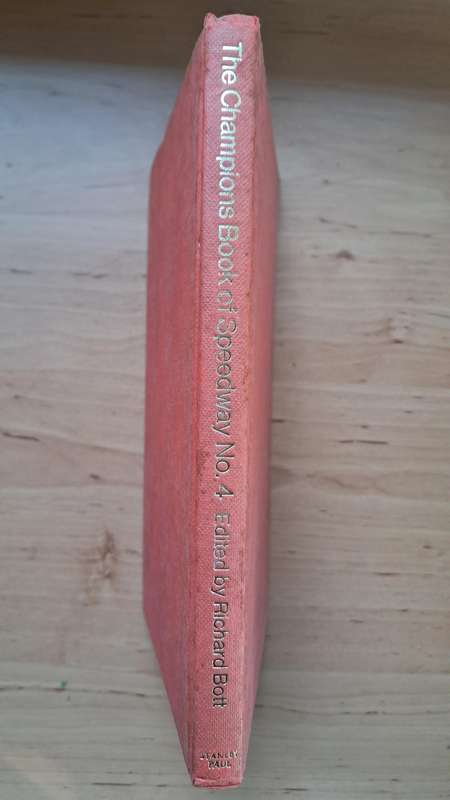 The Champions Book of Speedway No. 4 Edited by Richard Bott
STANLEY
PAUL